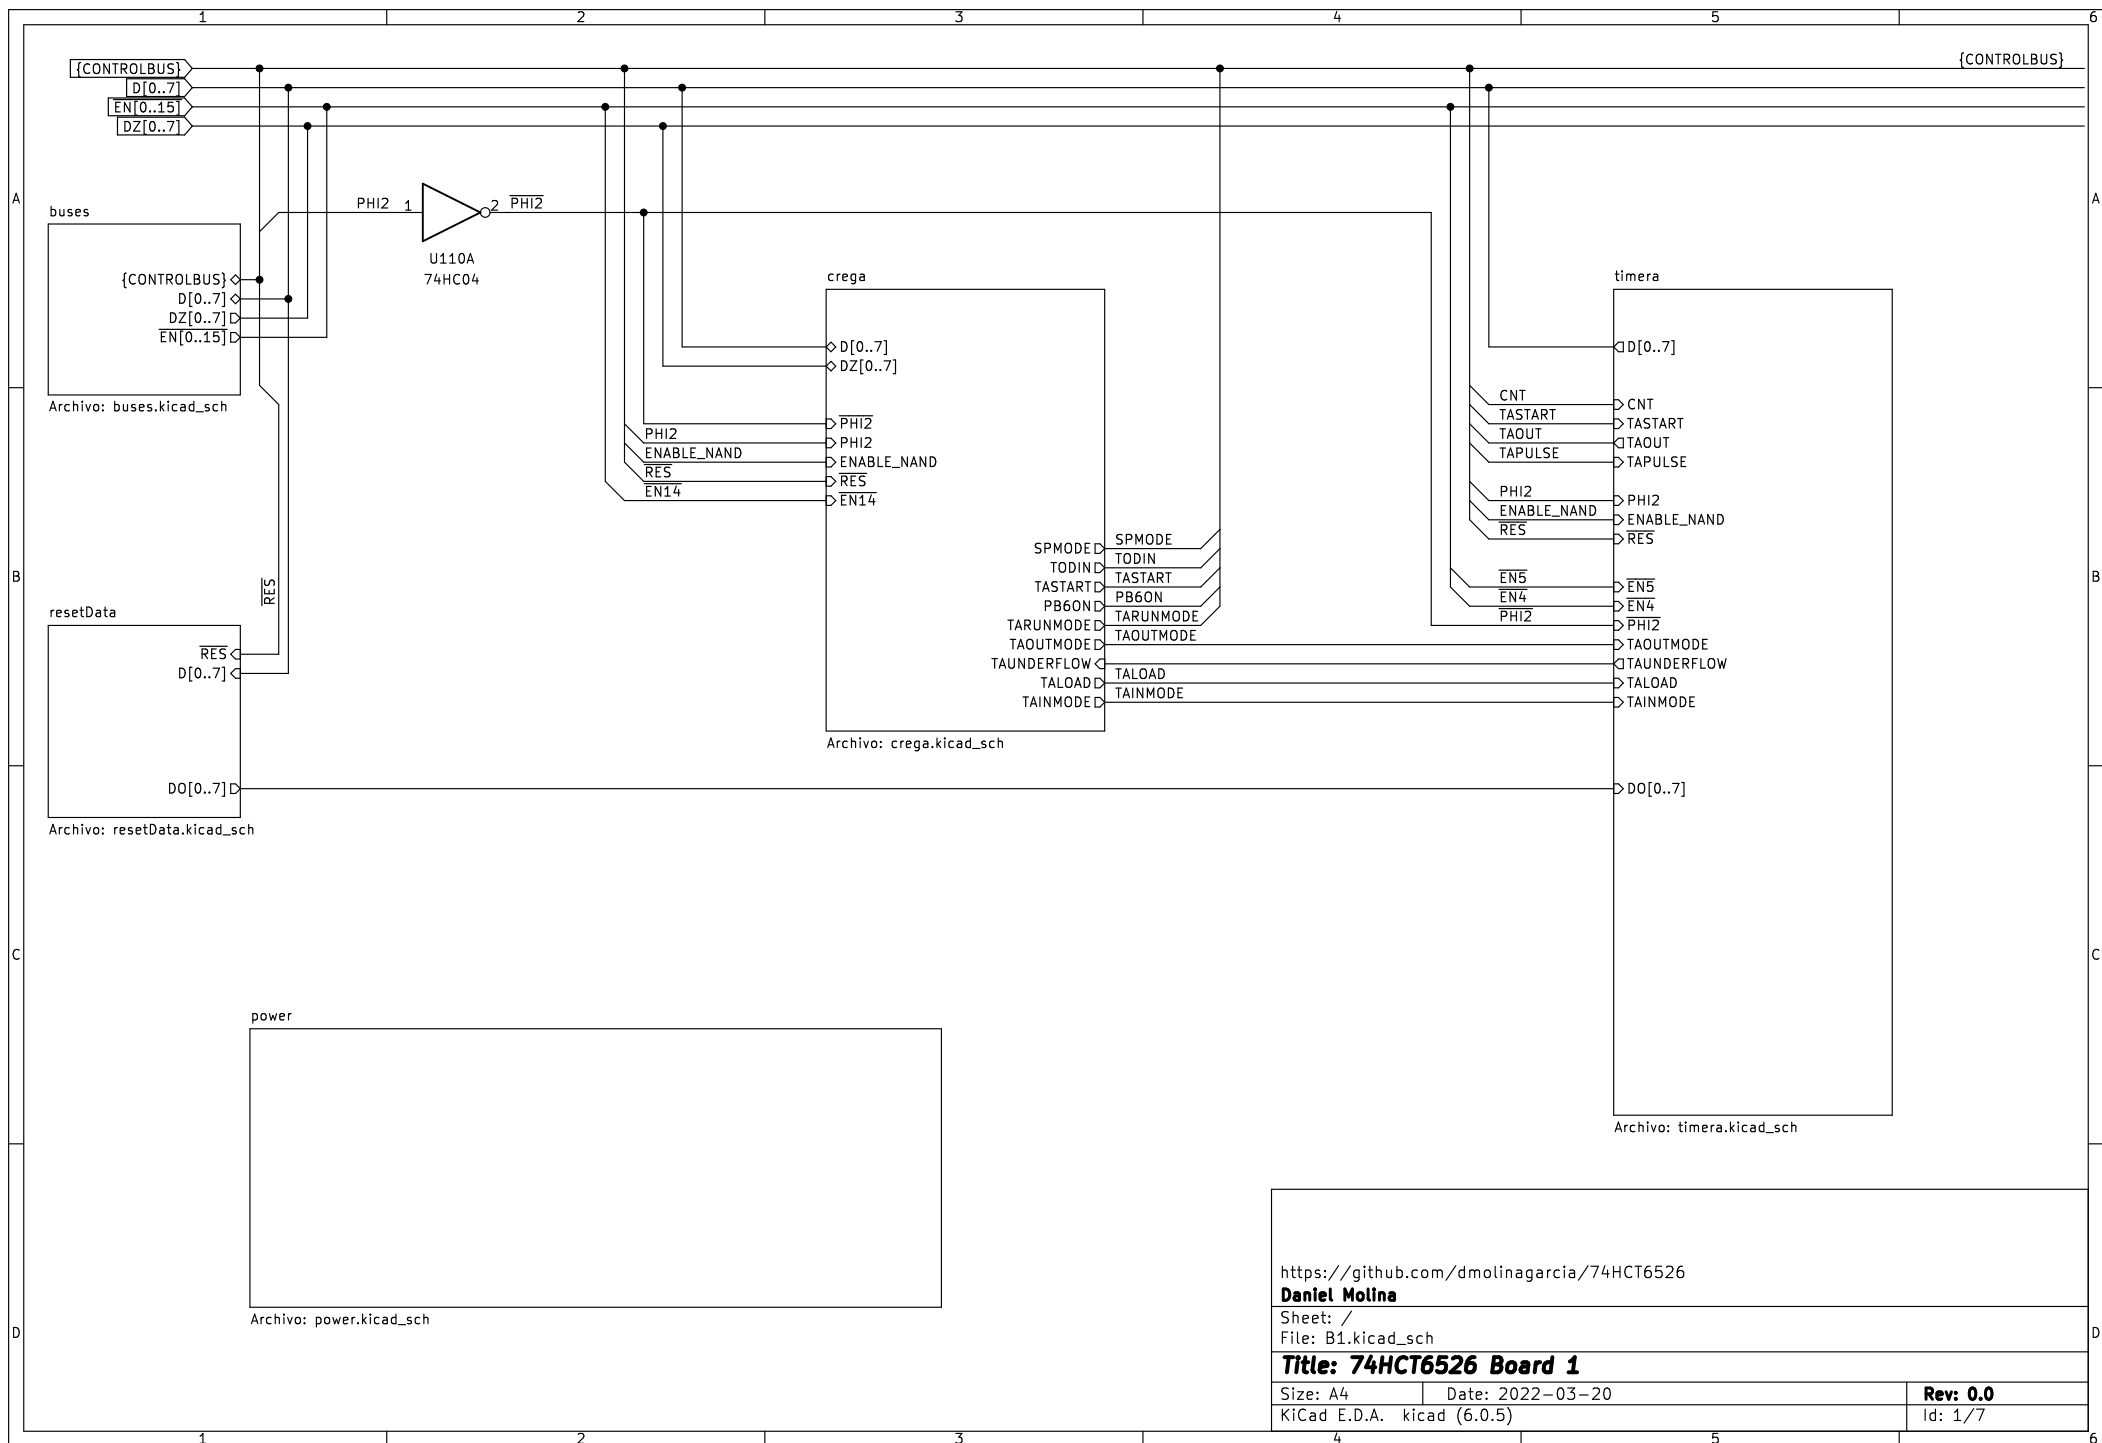 1 2 3 4 5 6
{CONTROLBUS} {CONTROLBUS}
D[0..7]
EN[0..15]
DZ[0..7]
A A
PHI2 1 2 PHI2
U110A
74HC04
buses
{CONTROLBUS}
D[0..7]
DZ[0..7]
EN[0..15]
Archivo: buses.kicad_sch
RES
resetData
RES
D[0..7]
DO[0..7]
Archivo: resetData.kicad_sch
crega
D[0..7]
DZ[0..7]
PHI2
PHI2 PHI2
ENABLE_NAND ENABLE_NAND
RES RES
EN14 EN14
SPMODE SPMODE
TODIN TODIN
TASTART TASTART
PB6ON PB6ON
TARUNMODE TARUNMODE
TAOUTMODE TAOUTMODE
TAUNDERFLOW
TALOAD TALOAD
TAINMODE TAINMODE
Archivo: crega.kicad_sch
timera
D[0..7]
CNT CNT
TASTART TASTART
TAOUT TAOUT
TAPULSE TAPULSE
PHI2 PHI2
ENABLE_NAND ENABLE_NAND
RES RES
EN5 EN5
EN4 EN4
PHI2 PHI2
TAOUTMODE
TAUNDERFLOW
TALOAD
TAINMODE
DO[0..7]
Archivo: timera.kicad_sch
B B
C C
power
Archivo: power.kicad_sch
D D
https://github.com/dmolinagarcia/74HCT6526
Daniel Molina
Sheet: /
File: B1.kicad_sch
Title: 74HCT6526 Board 1
Size: A4 Date: 2022-03-20 Rev: 0.0
KiCad E.D.A. kicad (6.0.5) Id: 1/7
1 2 3 4 5 6